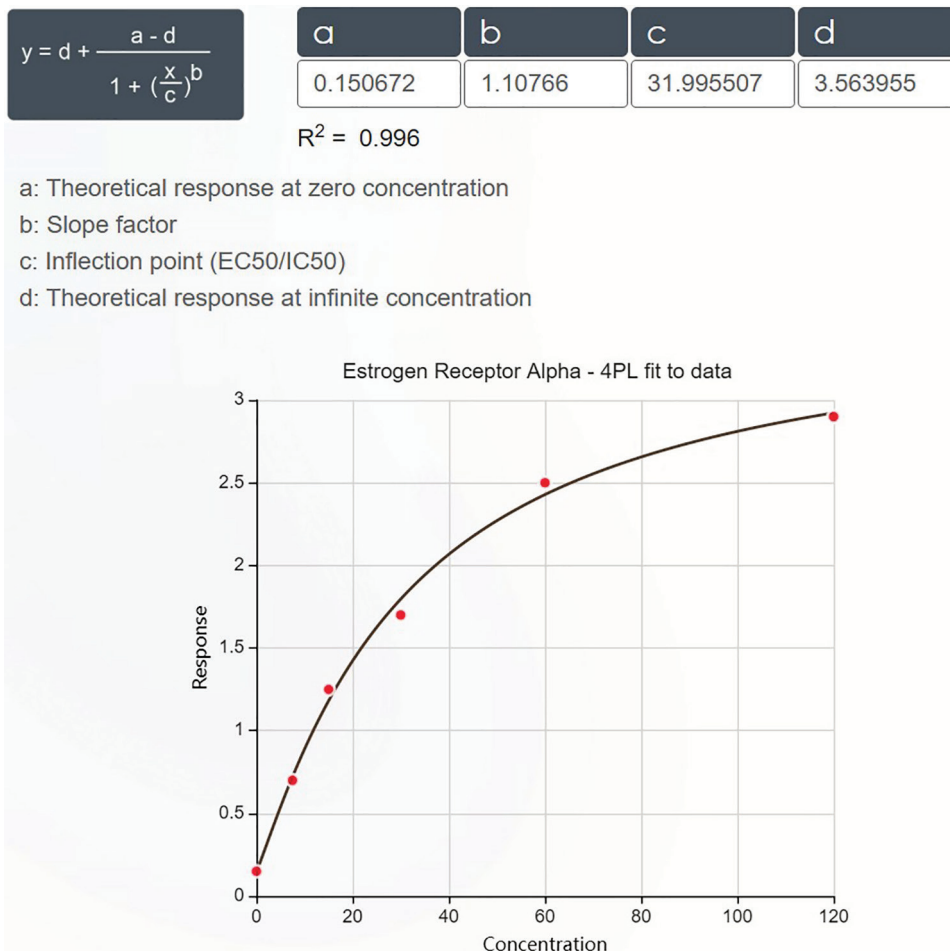 y = d + a - d / 1 + (x/c)^b
a b c d
0.150672 1.10766 31.995507 3.563955
R² = 0.996
a: Theoretical response at zero concentration
b: Slope factor
c: Inflection point (EC50/IC50)
d: Theoretical response at infinite concentration
Estrogen Receptor Alpha - 4PL fit to data
3
2.5
2
1.5
1
0.5
0
Response
0 20 40 60 80 100 120
Concentration